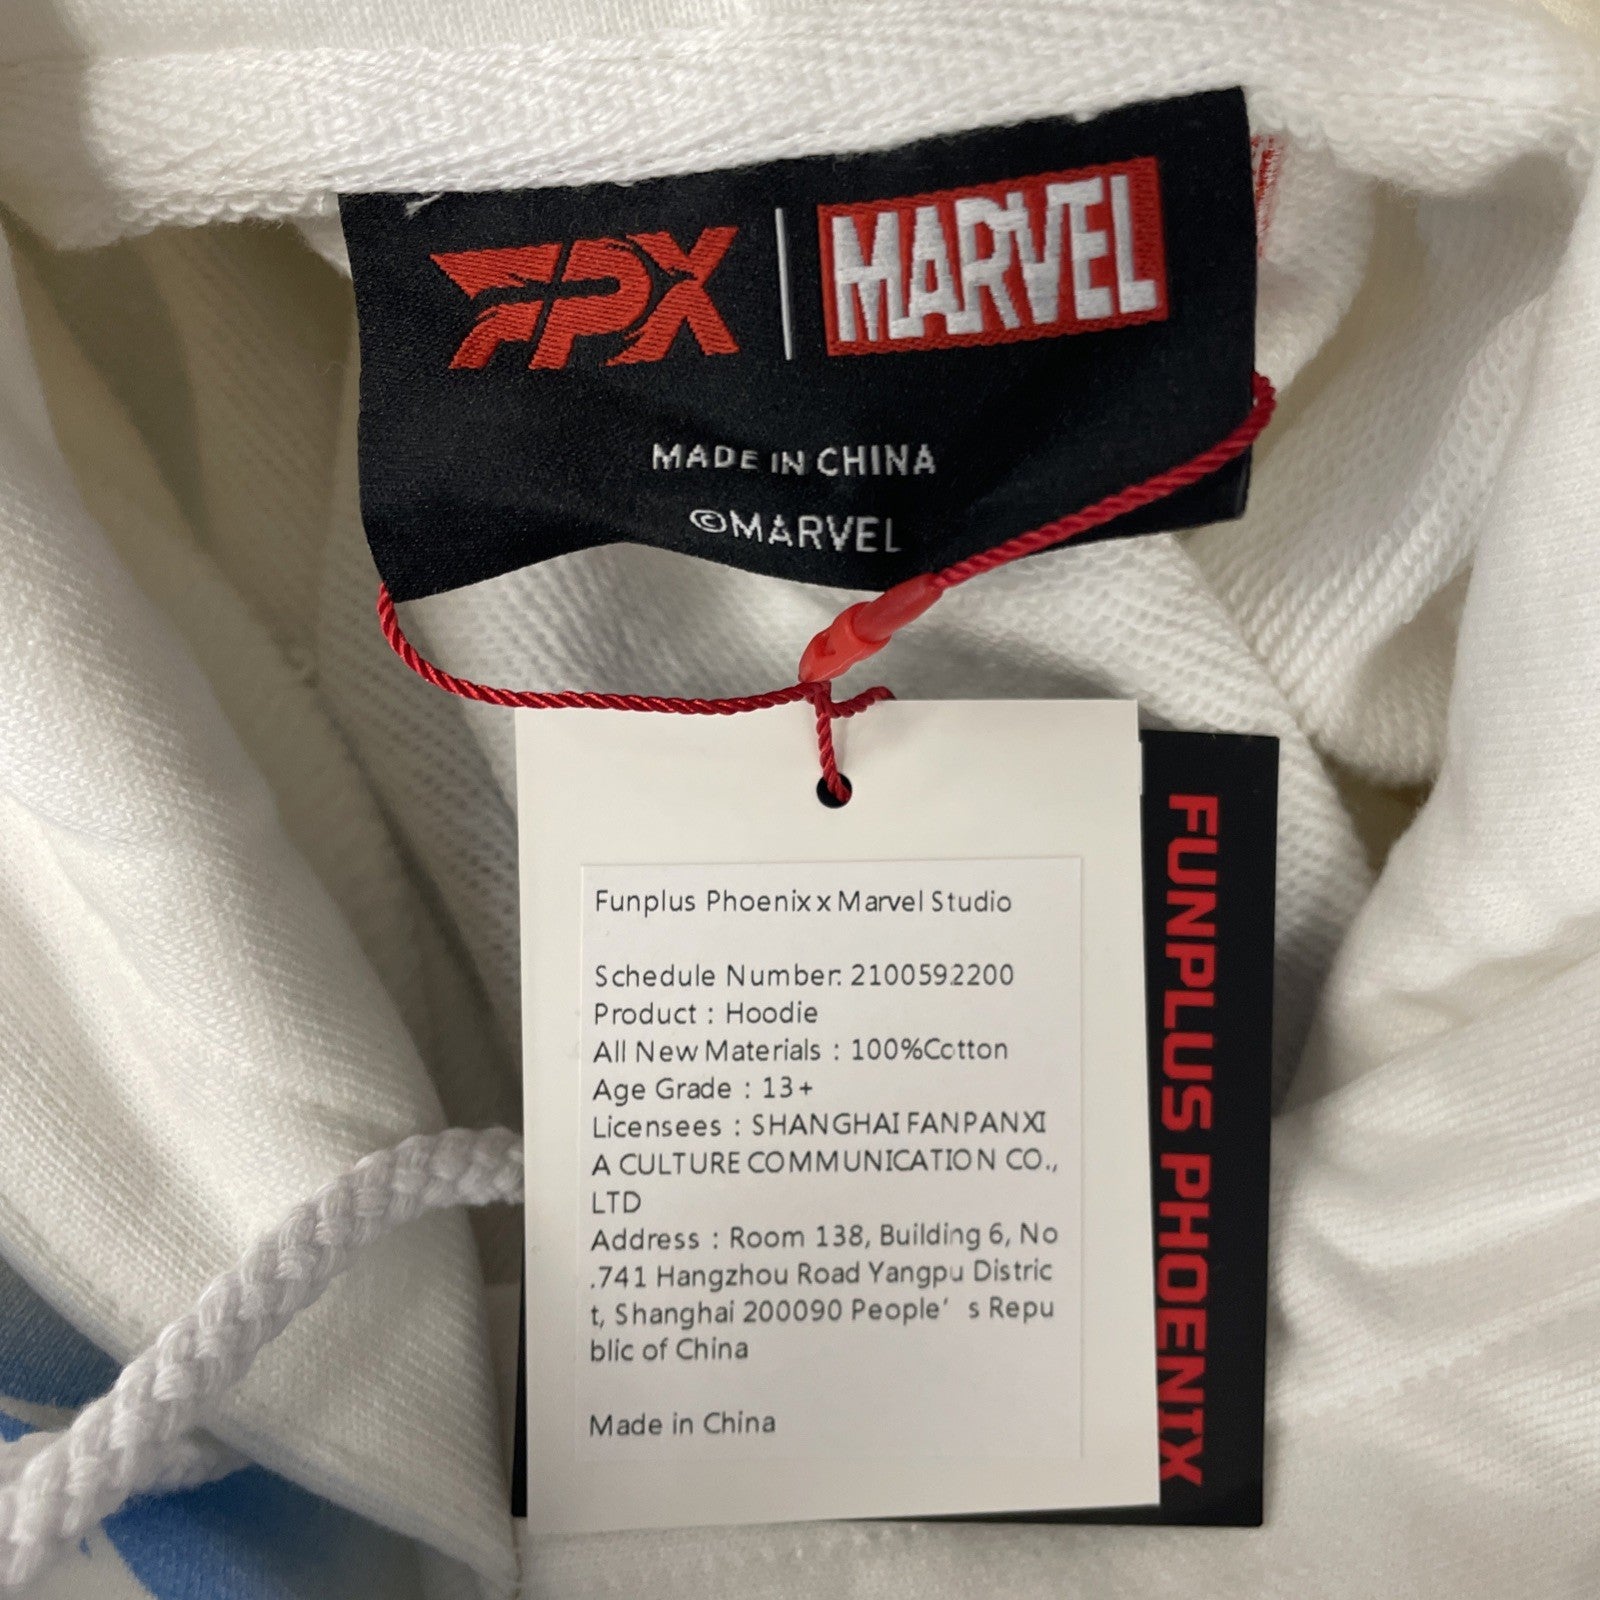 FPX | MARVEL
MADE IN CHINA
©MARVEL
Funplus Phoenix x Marvel Studio
Schedule Number: 2100592200
Product : Hoodie
All New Materials : 100%Cotton
Age Grade : 13+
Licensees : SHANGHAI FANPANXI
A CULTURE COMMUNICATION CO.,
LTD
Address : Room 138, Building 6, No
.741 Hangzhou Road Yangpu Distric
t, Shanghai 200090 People’ s Repu
blic of China
Made in China
FUNPLUS PHOENIX